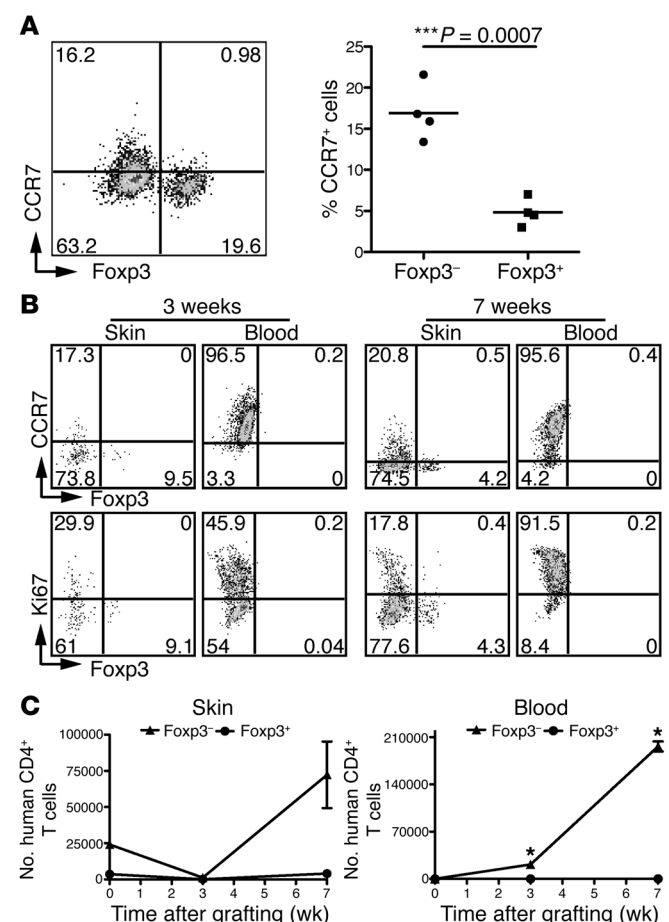 A
16.2 0.98
63.2 19.6
CCR7
Foxp3
***P = 0.0007
% CCR7+ cells
25
20
15
10
5
0
Foxp3− Foxp3+
B
3 weeks 7 weeks
Skin Blood Skin Blood
17.3 0 96.5 0.2 20.8 0.5 95.6 0.4
CCR7
73.8 9.5 3.3 0 74.5 4.2 4.2 0
Foxp3
29.9 0 45.9 0.2 17.8 0.4 91.5 0.2
Ki67
61 9.1 54 0.04 77.6 4.3 8.4 0
Foxp3
C
Skin
Foxp3− Foxp3+
No. human CD4+
T cells
100000
75000
50000
25000
0
0 1 2 3 4 5 6 7
Time after grafting (wk)
Blood
Foxp3− Foxp3+
No. human CD4+
T cells
210000
140000
70000
0
* *
0 1 2 3 4 5 6 7
Time after grafting (wk)